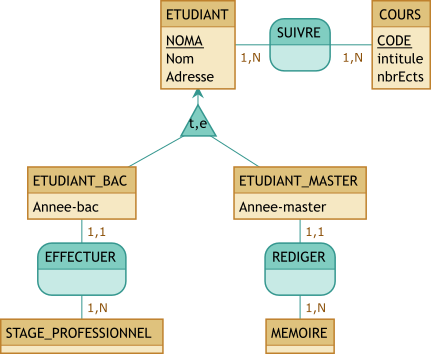 ETUDIANT
NOMA
Nom
Adresse
1,N
SUIVRE
1,N
COURS
CODE
intitule
nbrEcts
t,e
ETUDIANT_BAC
Annee-bac
ETUDIANT_MASTER
Annee-master
1,1
1,1
EFFECTUER
REDIGER
1,N
1,N
STAGE_PROFESSIONNEL
MEMOIRE